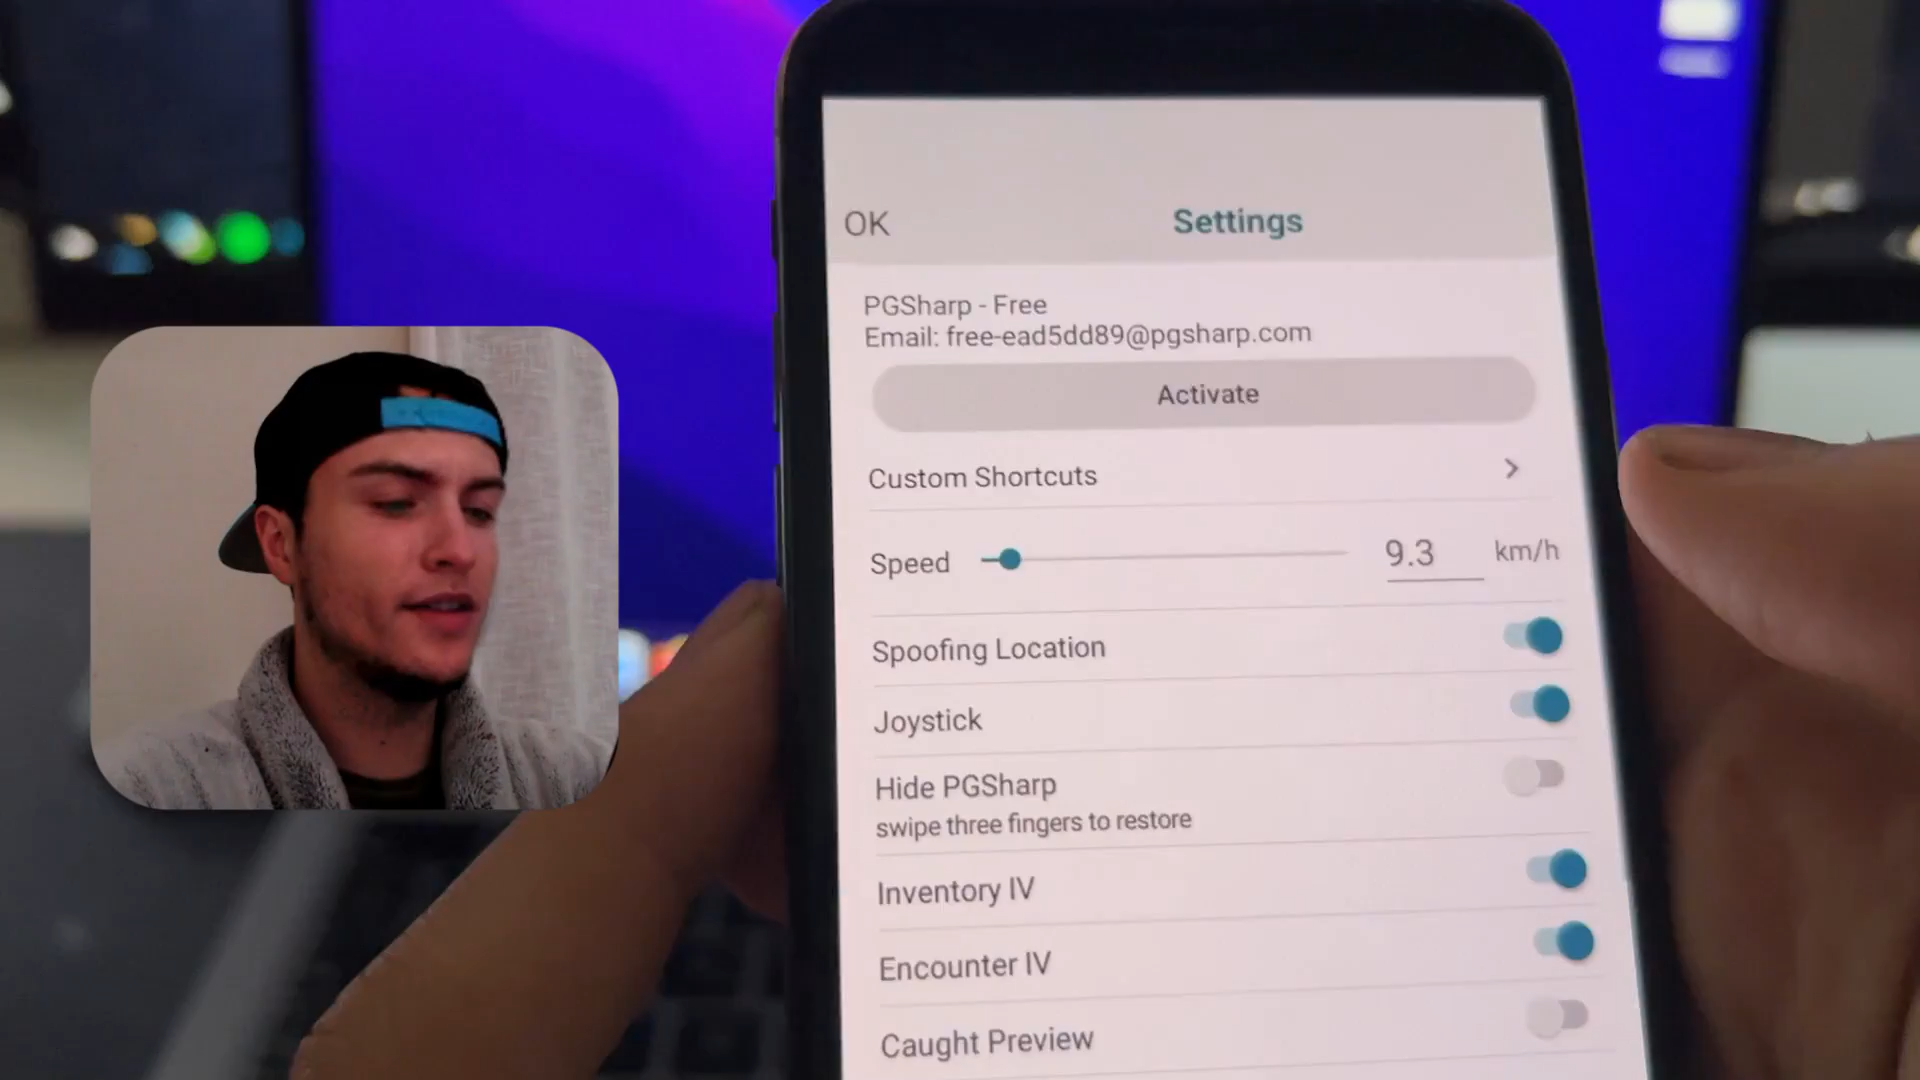 OK
Settings
PGSharp - Free
Email: free-ead5dd89@pgsharp.com
Activate
Custom Shortcuts
Speed 9.3 km/h
Spoofing Location
Joystick
Hide PGSharp
swipe three fingers to restore
Inventory IV
Encounter IV
Caught Preview